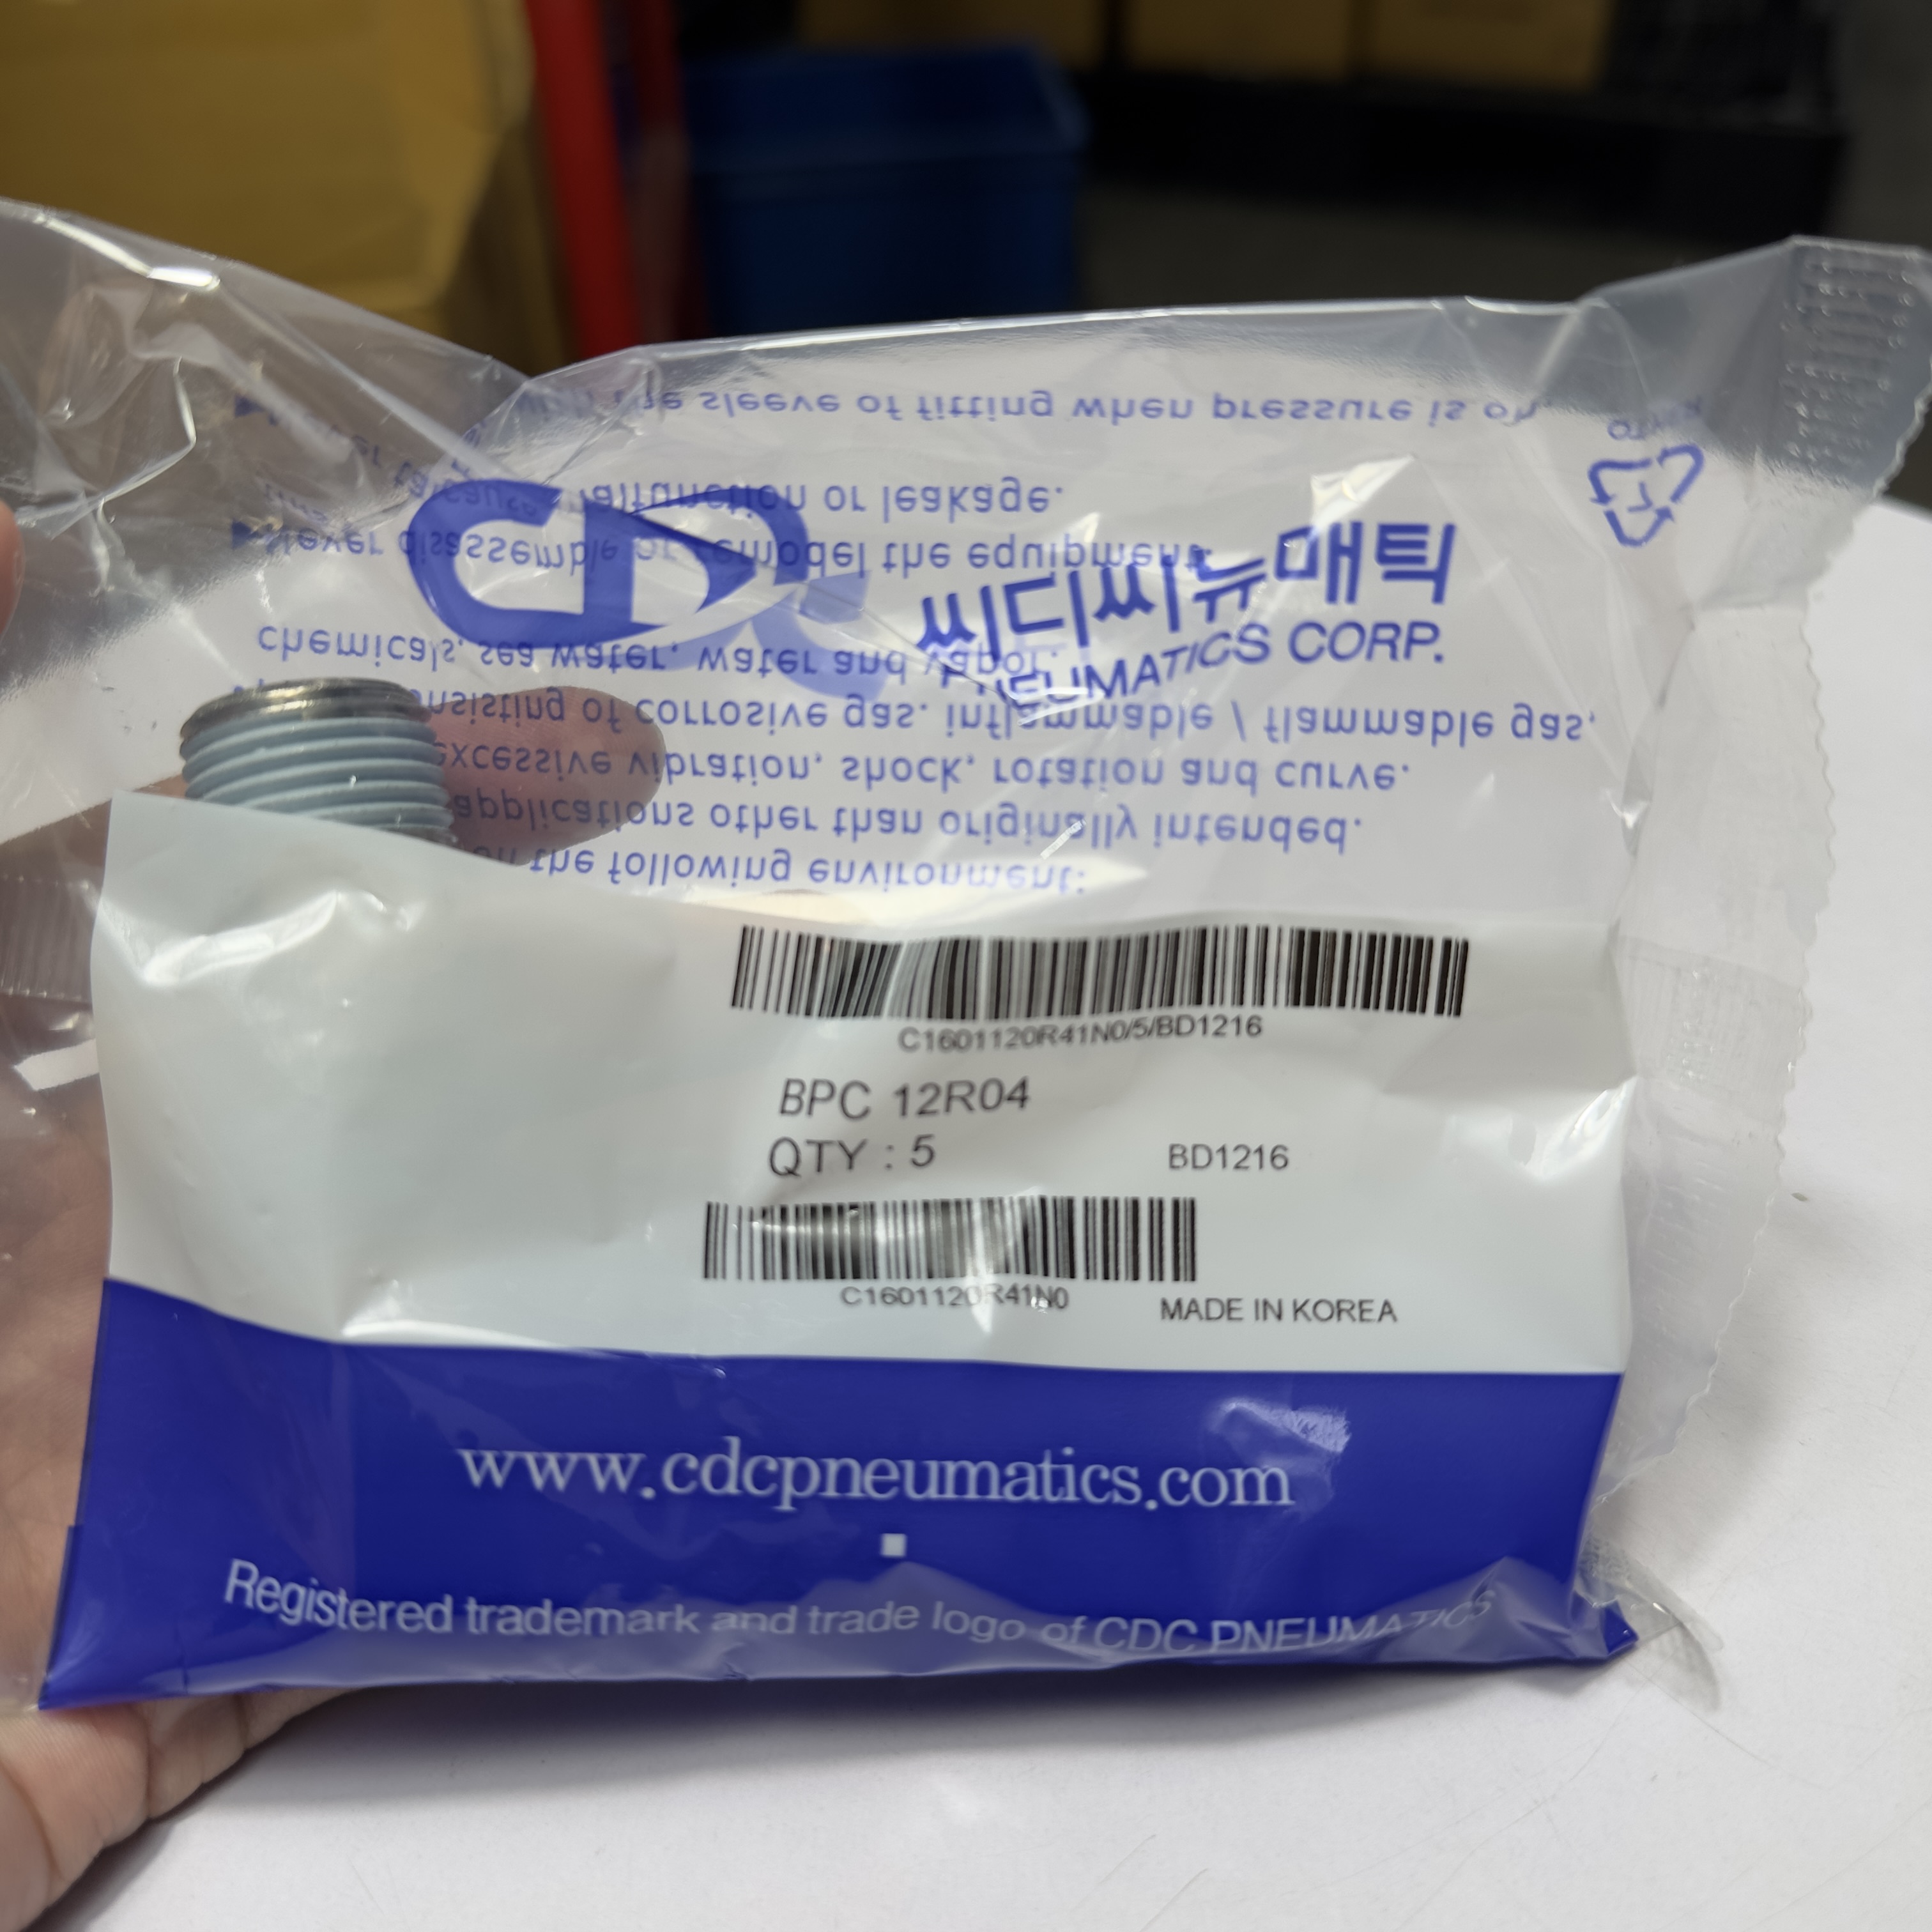 with the sleeve of fitting when pressure is on.
malfunction or leakage.
Never disassemble or remodel the equipment.
chemicals, sea water, water and vapor.
consisting of corrosive gas, inflammable / flammable gas,
excessive vibration, shock, rotation and curve.
applications other than originally intended.
the following environment:
CDC
씨디씨뉴매틱
PNEUMATICS CORP.
C1601120R41N0/5/BD1216
BPC 12R04
QTY : 5
BD1216
C1601120R41N0
MADE IN KOREA
www.cdcpneumatics.com
Registered trademark and trade logo of CDC PNEUMATICS